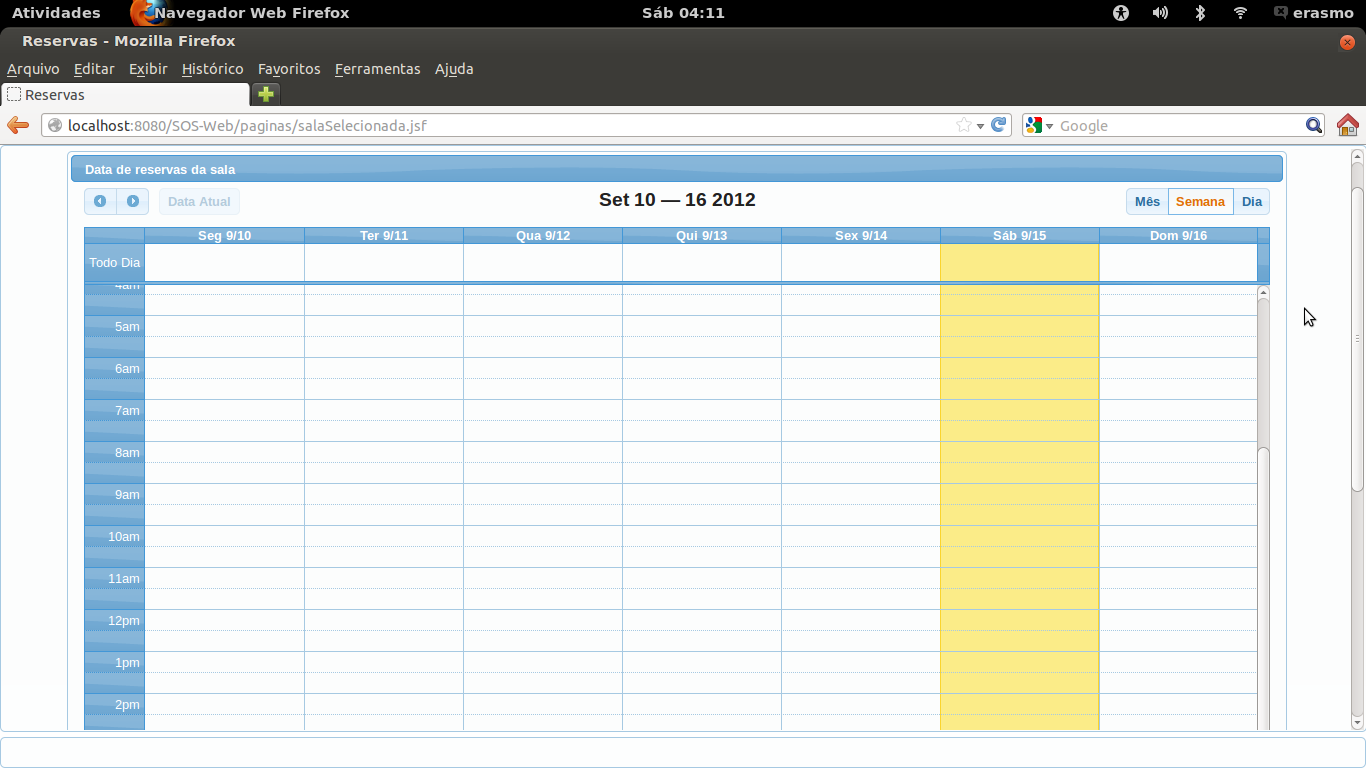 Atividades Navegador Web Firefox Sáb 04:11 erasmo
Reservas - Mozilla Firefox
Arquivo Editar Exibir Histórico Favoritos Ferramentas Ajuda
Reservas
localhost:8080/SOS-Web/paginas/salaSelecionada.jsf Google
Data de reservas da sala
Data Atual Set 10 — 16 2012 Mês Semana Dia
Seg 9/10 Ter 9/11 Qua 9/12 Qui 9/13 Sex 9/14 Sáb 9/15 Dom 9/16
Todo Dia
4am
5am
6am
7am
8am
9am
10am
11am
12pm
1pm
2pm